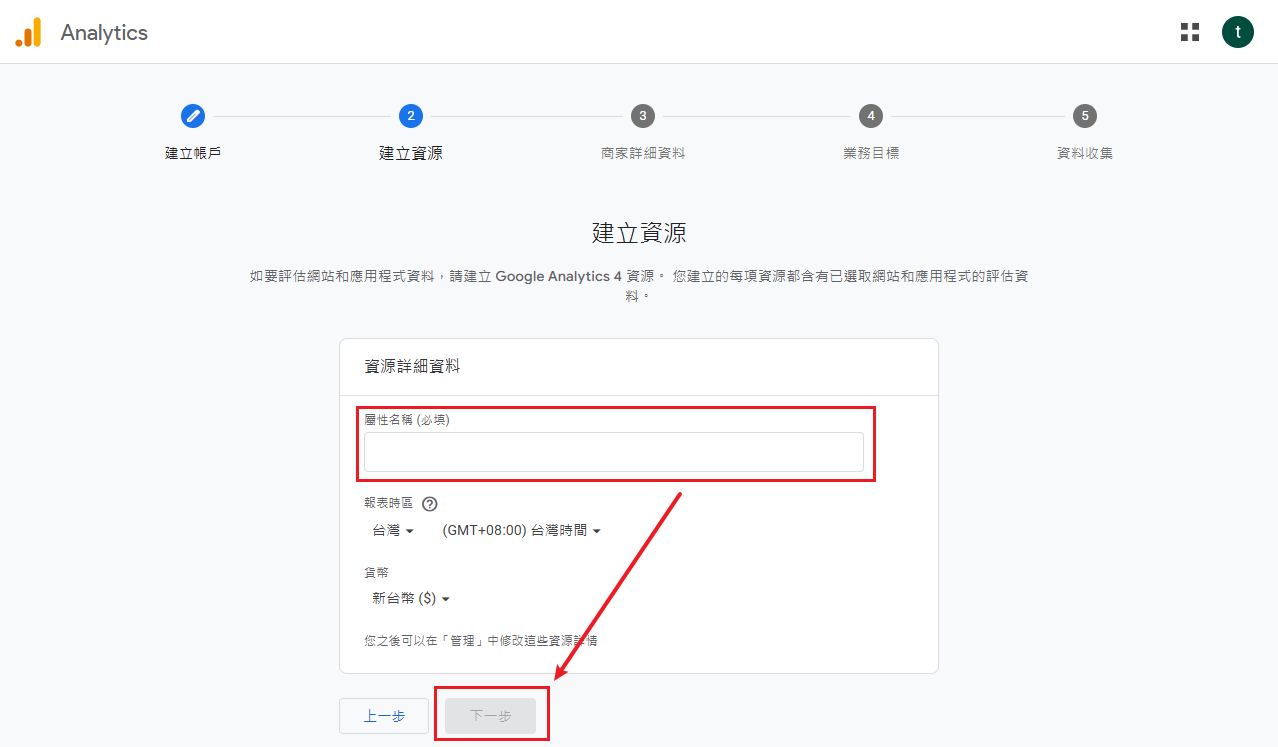 Analytics
t
2
3
4
5
建立帳戶
建立資源
商家詳細資料
業務目標
資料收集
建立資源
如要評估網站和應用程式資料，請建立 Google Analytics 4 資源。 您建立的每項資源都含有已選取網站和應用程式的評估資
料。
資源詳細資料
屬性名稱 (必填)
報表時區 ?
台灣 (GMT+08:00) 台灣時間
貨幣
新台幣 ($)
您之後可以在「管理」中修改這些資源詳情
上一步 下一步